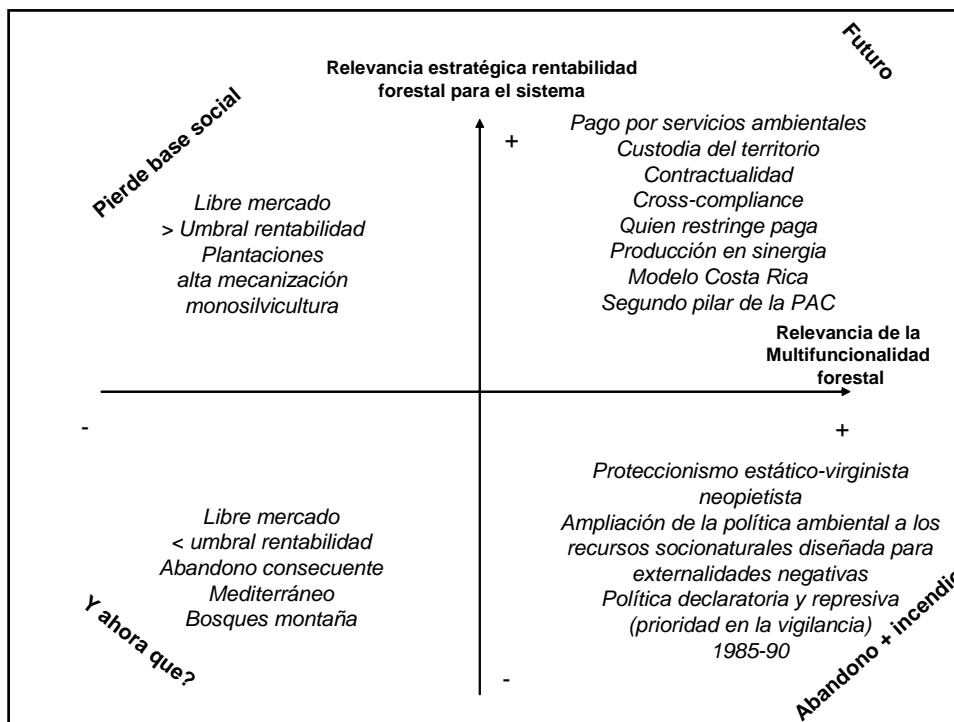 Futuro
Relevancia estratégica rentabilidad
forestal para el sistema
Pierde base social
+
Libre mercado
> Umbral rentabilidad
Plantaciones
alta mecanización
monosilvicultura
Pago por servicios ambientales
Custodia del territorio
Contractualidad
Cross-compliance
Quien restringe paga
Producción en sinergia
Modelo Costa Rica
Segundo pilar de la PAC
Relevancia de la
Multifuncionalidad
forestal
-
+
Libre mercado
< umbral rentabilidad
Abandono consecuente
Mediterráneo
Bosques montaña
Y ahora que?
Proteccionismo estático-virginista
neopietista
Ampliación de la política ambiental a los
recursos socionaturales diseñada para
externalidades negativas
Política declaratoria y represiva
(prioridad en la vigilancia)
1985-90
-
Abandono + incendio